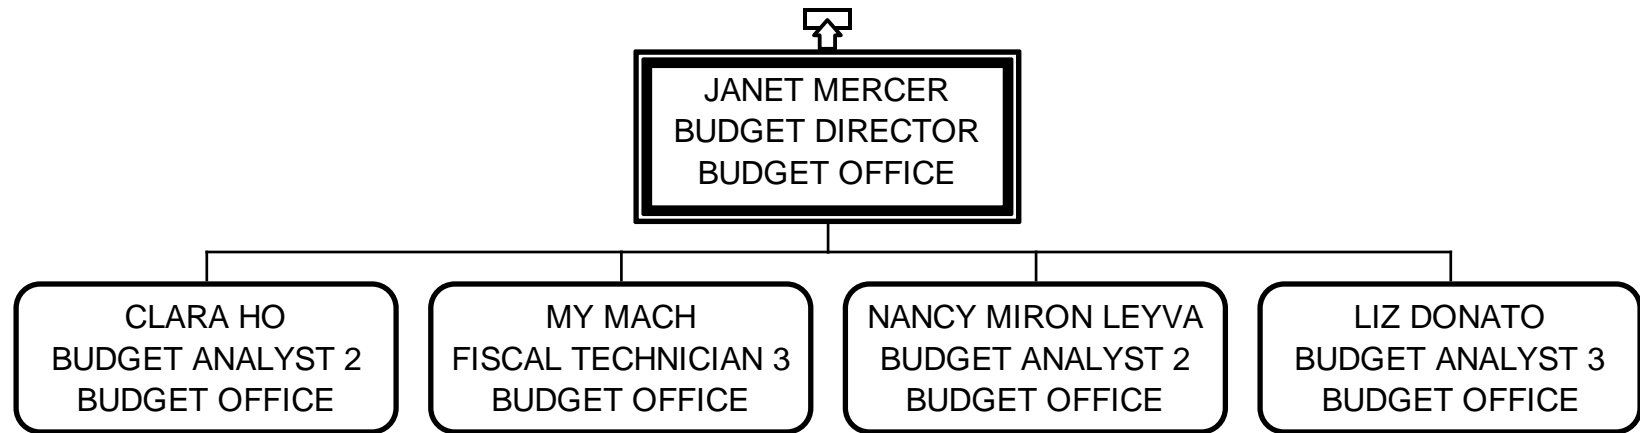 JANET MERCER
BUDGET DIRECTOR
BUDGET OFFICE
CLARA HO
BUDGET ANALYST 2
BUDGET OFFICE
MY MACH
FISCAL TECHNICIAN 3
BUDGET OFFICE
NANCY MIRON LEYVA
BUDGET ANALYST 2
BUDGET OFFICE
LIZ DONATO
BUDGET ANALYST 3
BUDGET OFFICE